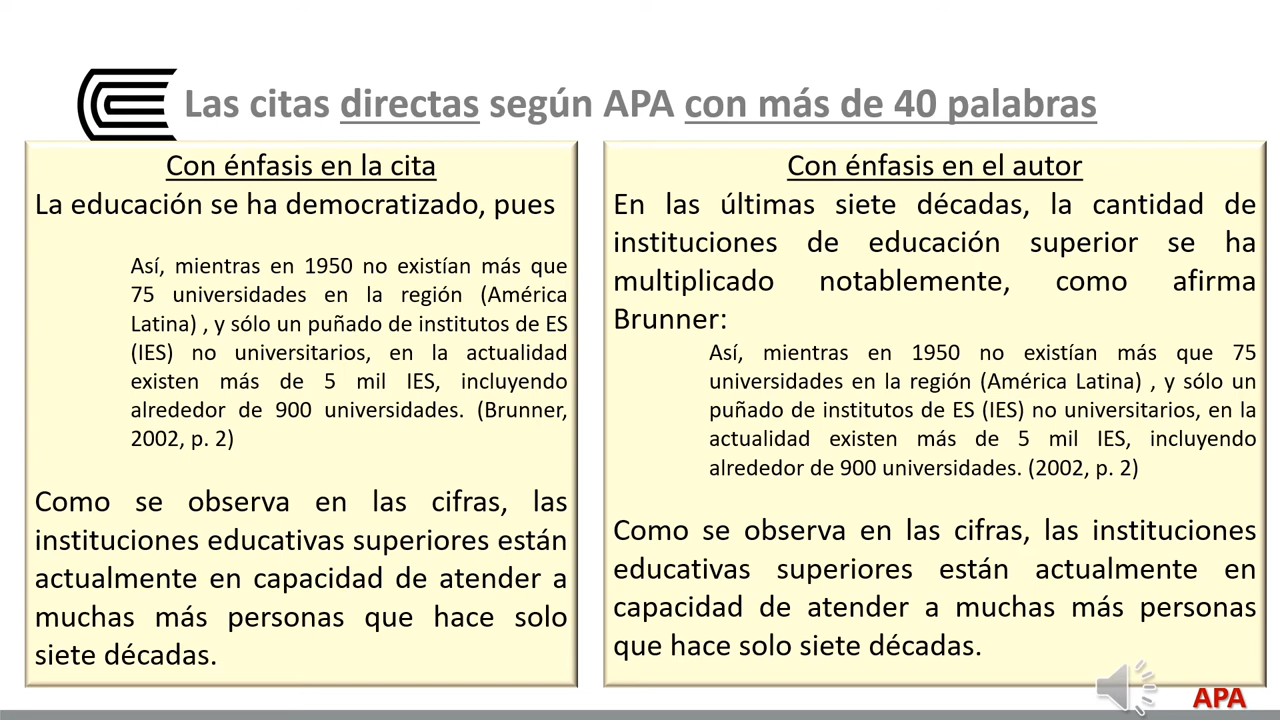 Las citas directas según APA con más de 40 palabras
Con énfasis en la cita
La educación se ha democratizado, pues
Así, mientras en 1950 no existían más que
75 universidades en la región (América
Latina) , y sólo un puñado de institutos de ES
(IES) no universitarios, en la actualidad
existen más de 5 mil IES, incluyendo
alrededor de 900 universidades. (Brunner,
2002, p. 2)
Como se observa en las cifras, las
instituciones educativas superiores están
actualmente en capacidad de atender a
muchas más personas que hace solo
siete décadas.
Con énfasis en el autor
En las últimas siete décadas, la cantidad de
instituciones de educación superior se ha
multiplicado notablemente, como afirma
Brunner:
Así, mientras en 1950 no existían más que 75
universidades en la región (América Latina) , y sólo un
puñado de institutos de ES (IES) no universitarios, en la
actualidad existen más de 5 mil IES, incluyendo
alrededor de 900 universidades. (2002, p. 2)
Como se observa en las cifras, las instituciones
educativas superiores están actualmente en
capacidad de atender a muchas más personas
que hace solo siete décadas.
APA